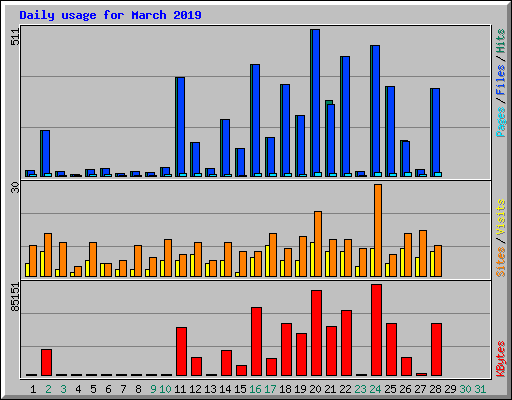 Daily usage for March 2019
511
Pages / Files / Hits
30
Sites / Visits
85151
KBytes
1 2 3 4 5 6 7 8 9 10 11 12 13 14 15 16 17 18 19 20 21 22 23 24 25 26 27 28 29 30 31